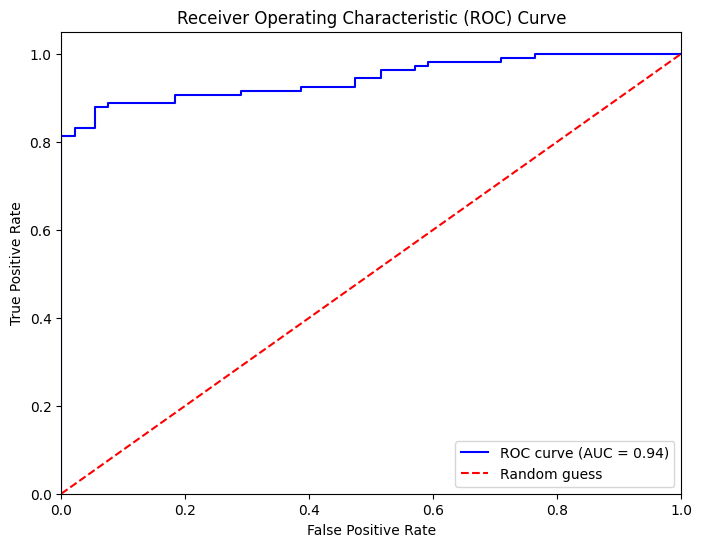 Receiver Operating Characteristic (ROC) Curve
1.0
0.8
0.6
0.4
0.2
0.0
True Positive Rate
ROC curve (AUC = 0.94)
Random guess
0.0 0.2 0.4 0.6 0.8 1.0
False Positive Rate